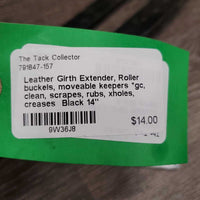 The Tack Collector
791847-157
Leather Girth Extender, Roller
buckels, moveable keepers *gc,
clean, scrapes, rubs, xholes,
creases Black 14"
$14.00
9W36J8